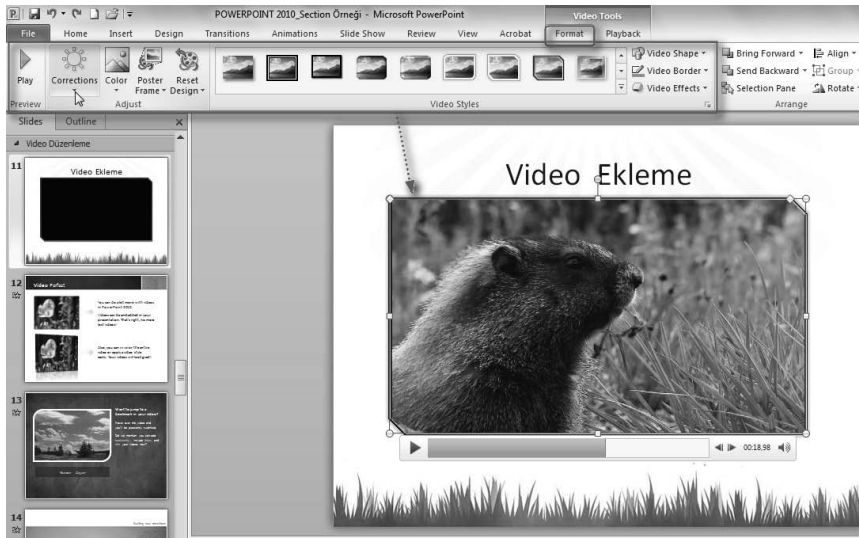 POWERPOINT 2010_Section Örneği - Microsoft PowerPoint
Video Tools
File Home Insert Design Transitions Animations Slide Show Review View Acrobat Format Playback
Play
Corrections
Color
Poster Frame
Reset Design
Video Shape
Video Border
Video Effects
Bring Forward
Send Backward
Selection Pane
Align
Group
Rotate
Preview Adjust Video Styles Arrange
Slides Outline
Video Düzenleme
11
Video Ekleme
12
13
14
Video Ekleme
00:18,98